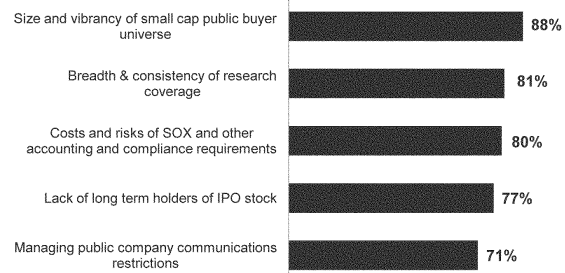 Size and vibrancy of small cap public buyer
universe
88%
Breadth & consistency of research
coverage
81%
Costs and risks of SOX and other
accounting and compliance requirements
80%
Lack of long term holders of IPO stock
77%
Managing public company communications
restrictions
71%